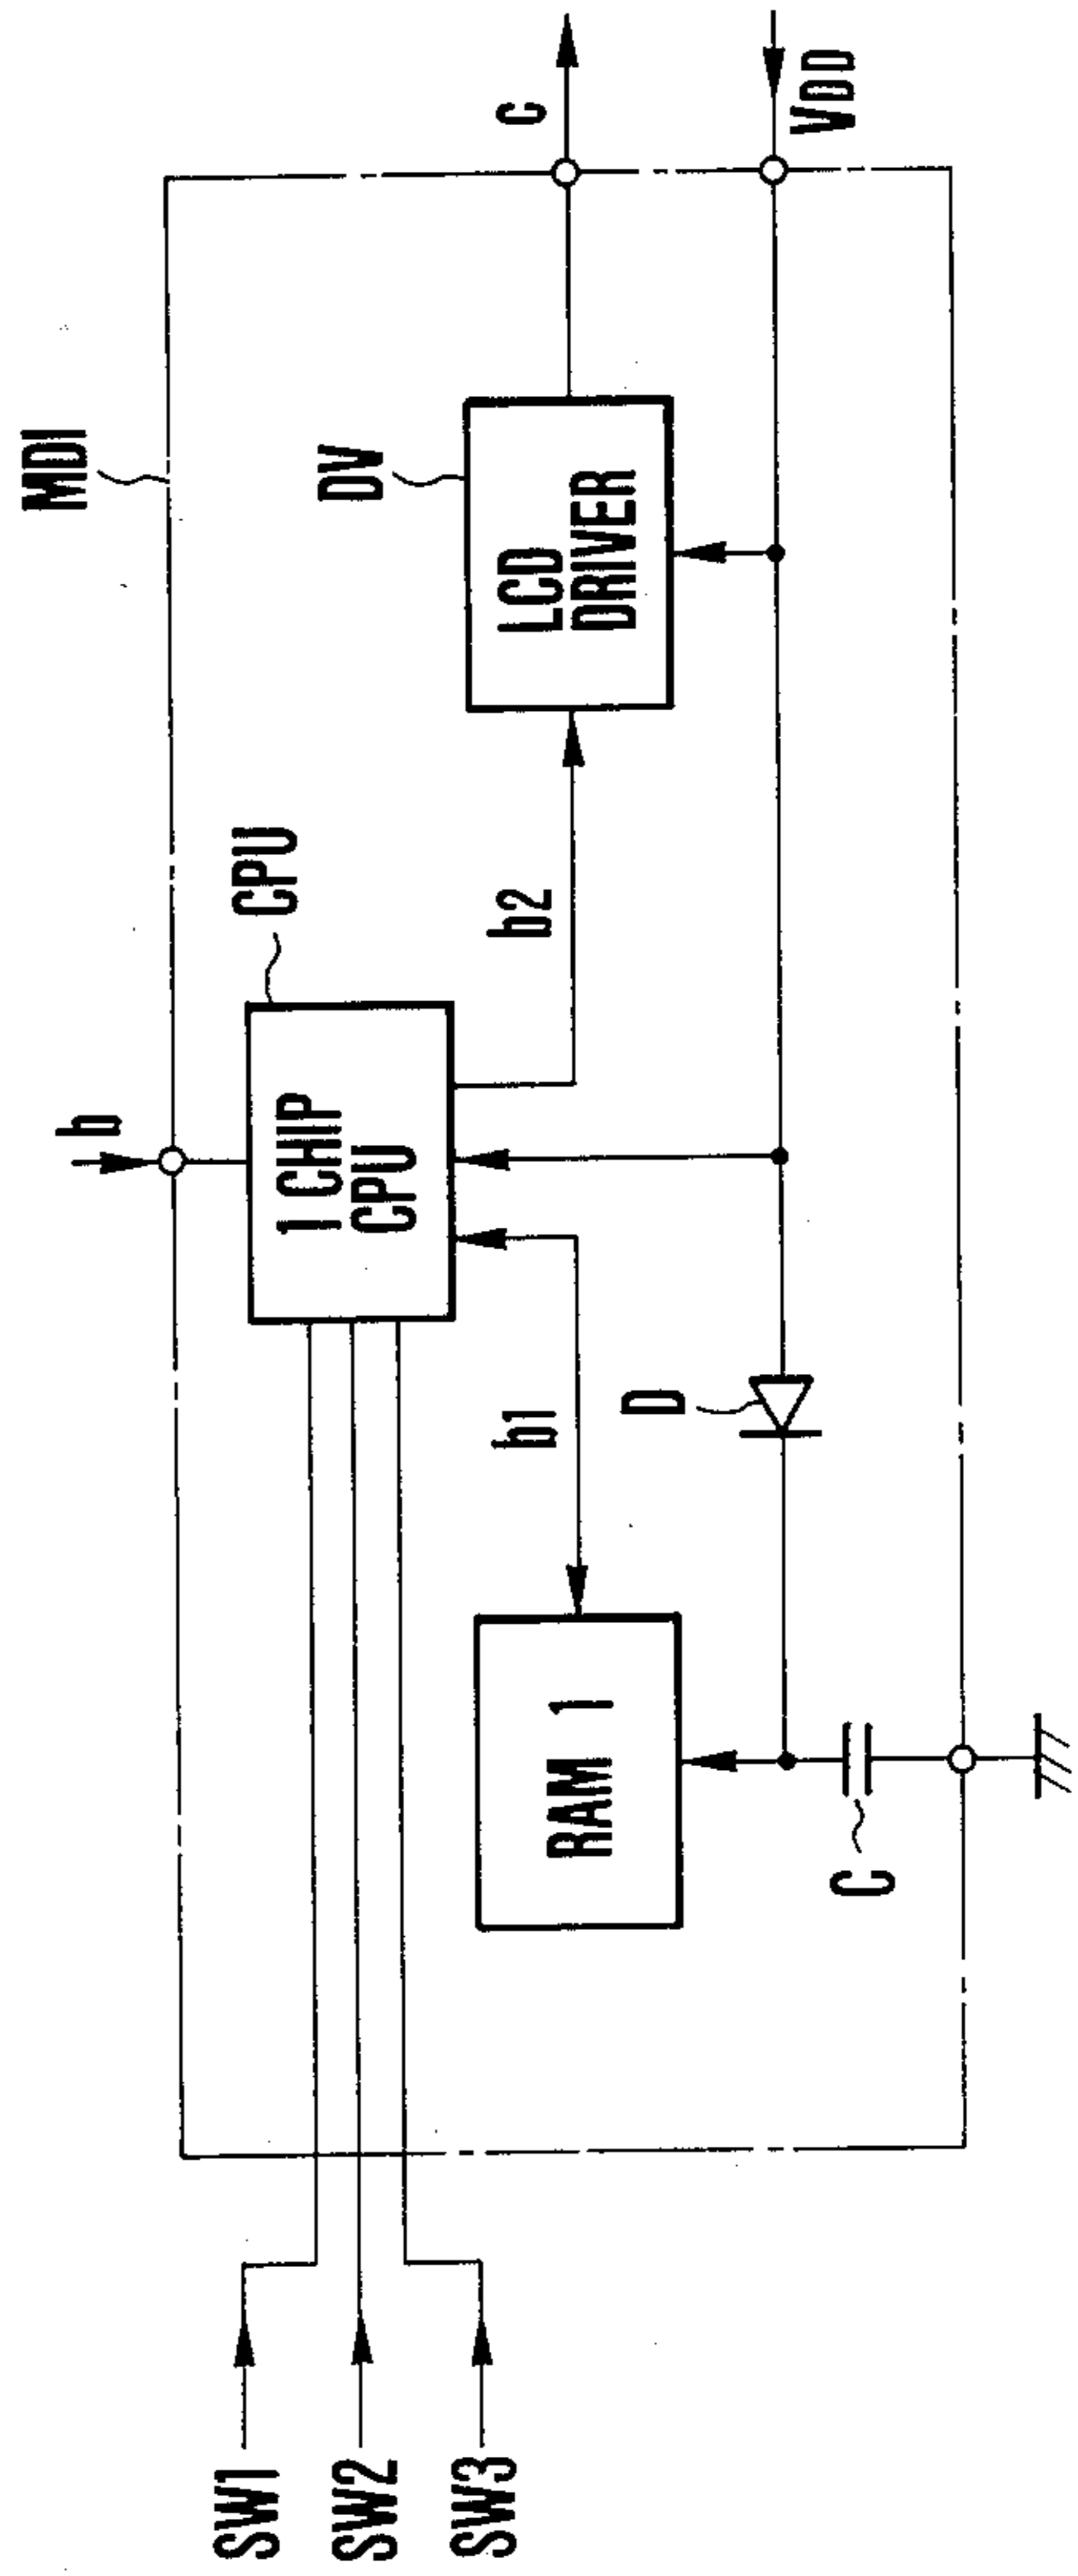 MDI
b
CPU
1 CHIP
CPU
DV
LCD
DRIVER
c
VDD
b2
b1
D
RAM 1
C
SW1
SW2
SW3